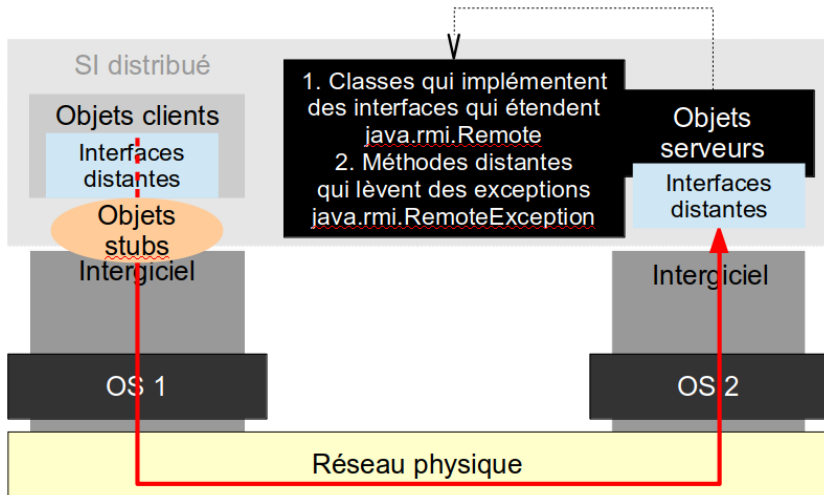 SI distribué
Objets clients
Interfaces
distantes
Objets
stubs
Intergiciel
OS 1
1. Classes qui implémentent
des interfaces qui étendent
java.rmi.Remote
2. Méthodes distantes
qui lèvent des exceptions
java.rmi.RemoteException
Objets
serveurs
Interfaces
distantes
Intergiciel
OS 2
Réseau physique